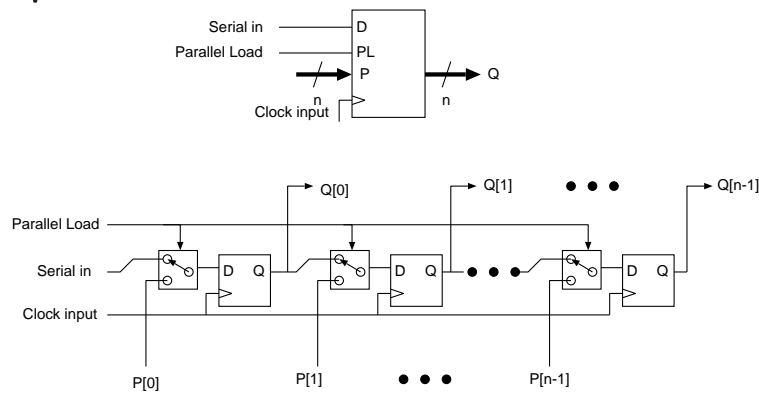 Serial in
D
Parallel Load
PL
P
Q
n
n
Clock input
Q[0]
Q[1]
Q[n-1]
Parallel Load
Serial in
D Q
D Q
D Q
Clock input
P[0]
P[1]
P[n-1]